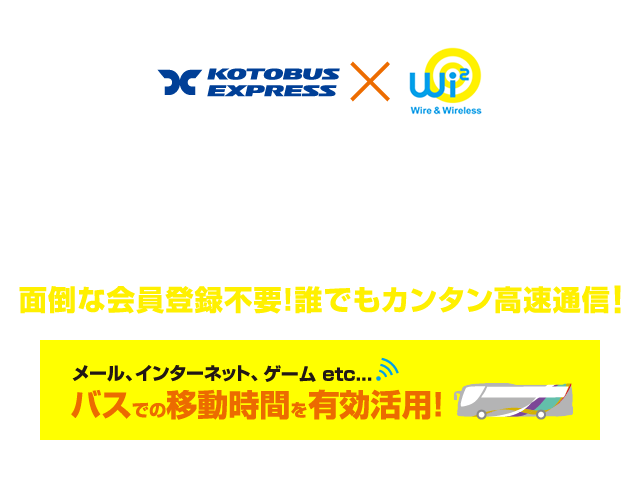 KOTOBUS
EXPRESS
Wi2
Wire & Wireless
面倒な会員登録不要!誰でもカンタン高速通信!
メール、インターネット、ゲーム etc...
バスでの移動時間を有効活用!